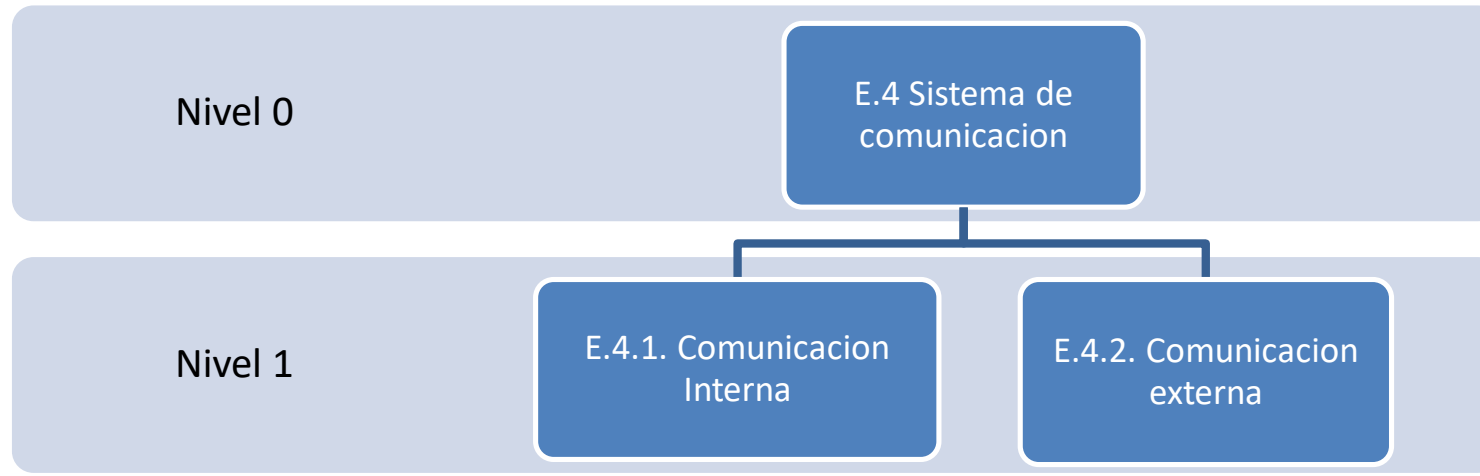 Nivel 0
E.4 Sistema de
comunicacion
Nivel 1
E.4.1. Comunicacion
Interna
E.4.2. Comunicacion
externa